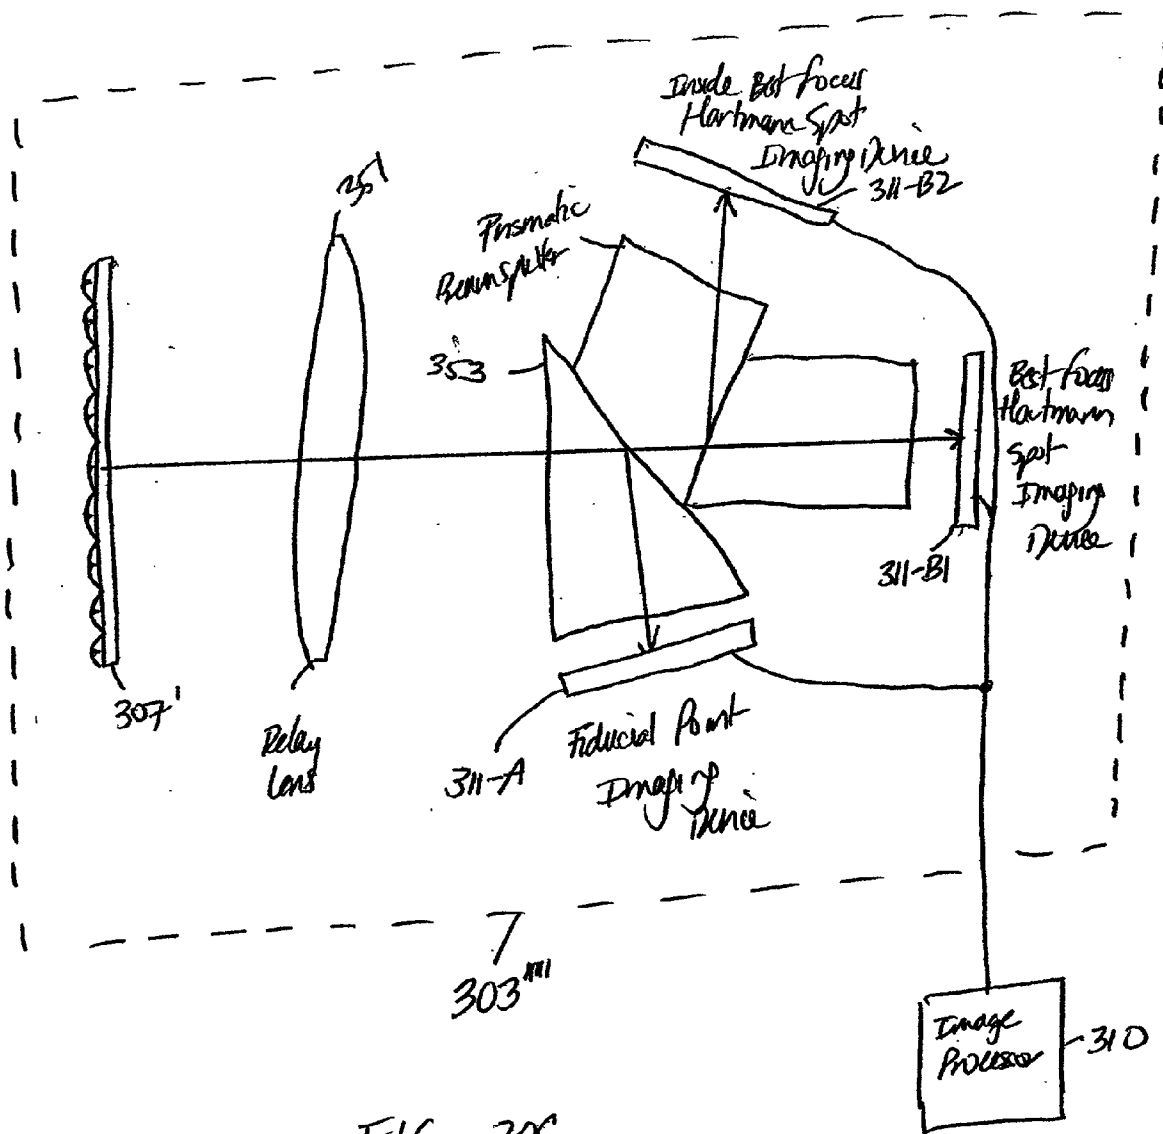 Inside Best focus
Hartmann Spot
Imaging Device
311-B2
351
Prismatic
Beamsplitter
353
Best focus
Hartmann
Spot
Imaging
Device
311-B1
307'
Relay
Lens
311-A
Fiducial Point
Imaging
Device
303''''
Image
Processor
310